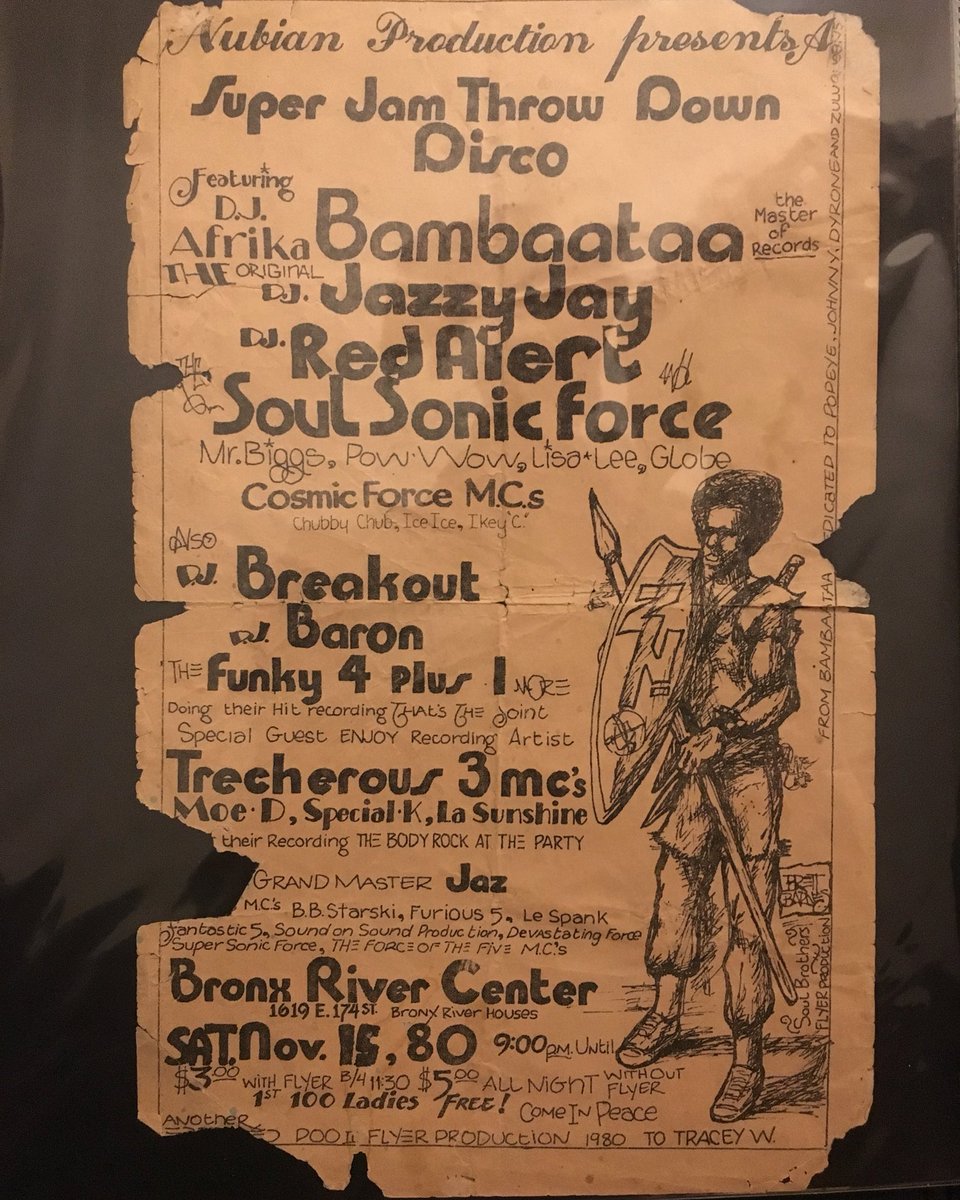 Nubian Production presents A
Super Jam Throw Down
Disco
Featuring
D.J.
Afrika Bambaataa
the
Master
of
Records
THE ORIGINAL
DJ. Jazzy Jay
DJ. Red Alert
THE
Soul Sonic Force
Mr. Biggs, Pow·Wow, Lisa*Lee, Globe
Cosmic Force M.C.s
Chubby Chub, Ice Ice, Ikey "C."
ALSO
DJ. Breakout
DJ. Baron
THE Funky 4 Plus 1 MORE
Doing their Hit recording THAT'S THE Joint
Special Guest ENJOY Recording Artist
Trecherous 3 mc's
Moe·D, Special·K, La Sunshine
their Recording THE BODY ROCK AT THE PARTY
GRAND MASTER Jaz
M.C.'s B.B. Starski, Furious 5, Le Spank
Fantastic 5, Sound on Sound Production, Devastating Force
Super Sonic Force, THE FORCE OF THE FIVE M.C.'s
Bronx River Center
1619 E. 174 ST. Bronx River Houses
SAT. Nov. 15, 80 9:00 P.M. Until
$3.00 WITH FLYER B/4 11:30 $5.00 ALL NIGHT WITHOUT FLYER
1ST 100 Ladies FREE! COME IN PEACE
ANOTHER
FLYER PRODUCTION 1980 TO TRACEY W.
DICATED TO POPEYE, JOHNNY, DYRONE AND ZULU
FROM BAMBAATAA
Soul Brothers
FLYER PRODUCTION